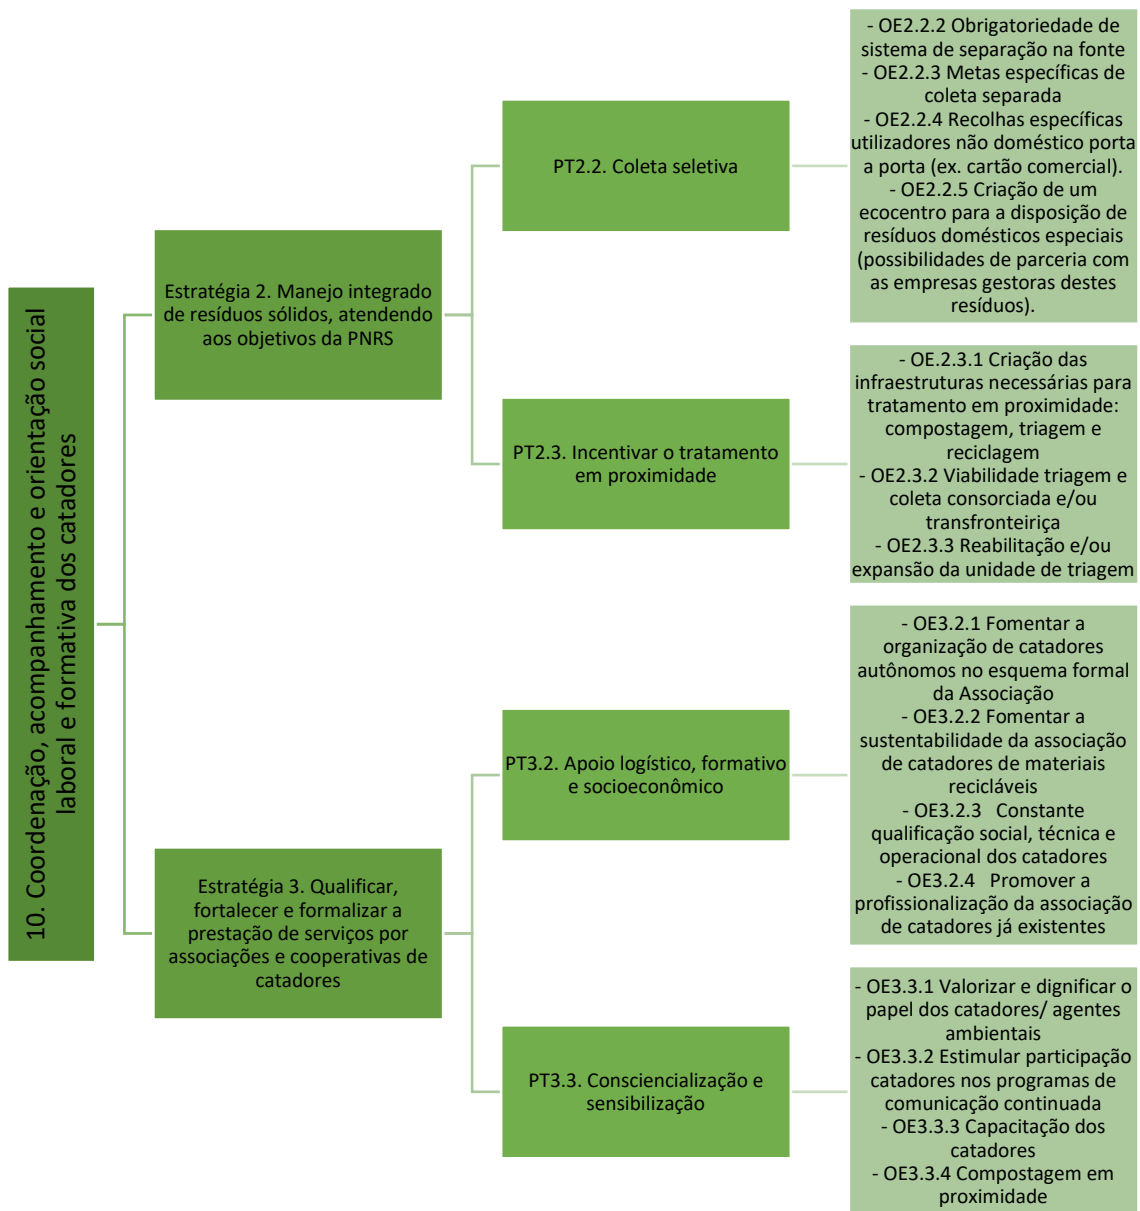 10. Coordenação, acompanhamento e orientação social
laboral e formativa dos catadores
Estratégia 2. Manejo integrado
de resíduos sólidos, atendendo
aos objetivos da PNRS
PT2.2. Coleta seletiva
- OE2.2.2 Obrigatoriedade de
sistema de separação na fonte
- OE2.2.3 Metas específicas de
coleta separada
- OE2.2.4 Recolhas específicas
utilizadores não doméstico porta
a porta (ex. cartão comercial).
- OE2.2.5 Criação de um
ecocentro para a disposição de
resíduos domésticos especiais
(possibilidades de parceria com
as empresas gestoras destes
resíduos).
PT2.3. Incentivar o tratamento
em proximidade
- OE.2.3.1 Criação das
infraestruturas necessárias para
tratamento em proximidade:
compostagem, triagem e
reciclagem
- OE2.3.2 Viabilidade triagem e
coleta consorciada e/ou
transfronteiriça
- OE2.3.3 Reabilitação e/ou
expansão da unidade de triagem
Estratégia 3. Qualificar,
fortalecer e formalizar a
prestação de serviços por
associações e cooperativas de
catadores
PT3.2. Apoio logístico, formativo
e socioeconômico
- OE3.2.1 Fomentar a
organização de catadores
autônomos no esquema formal
da Associação
- OE3.2.2 Fomentar a
sustentabilidade da associação
de catadores de materiais
recicláveis
- OE3.2.3 Constante
qualificação social, técnica e
operacional dos catadores
- OE3.2.4 Promover a
profissionalização da associação
de catadores já existentes
PT3.3. Consciencialização e
sensibilização
- OE3.3.1 Valorizar e dignificar o
papel dos catadores/ agentes
ambientais
- OE3.3.2 Estimular participação
catadores nos programas de
comunicação continuada
- OE3.3.3 Capacitação dos
catadores
- OE3.3.4 Compostagem em
proximidade